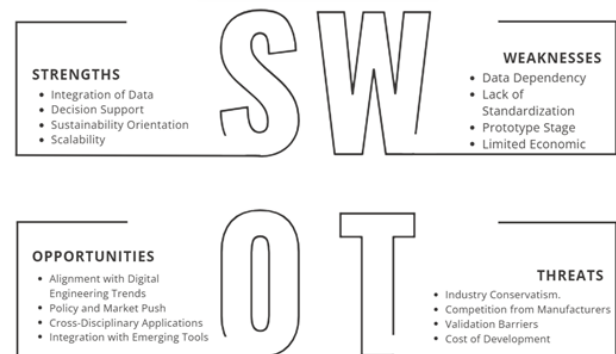 SW
STRENGTHS
Integration of Data
Decision Support
Sustainability Orientation
Scalability
WEAKNESSES
Data Dependency
Lack of
Standardization
Prototype Stage
Limited Economic
OT
OPPORTUNITIES
Alignment with Digital
Engineering Trends
Policy and Market Push
Cross-Disciplinary Applications
Integration with Emerging Tools
THREATS
Industry Conservatism.
Competition from Manufacturers
Validation Barriers
Cost of Development